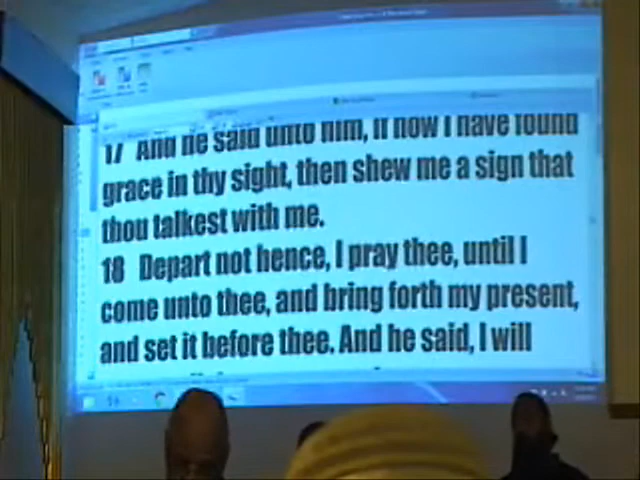 17 And he said unto him, If now I have found
grace in thy sight, then shew me a sign that
thou talkest with me.
18 Depart not hence, I pray thee, until I
come unto thee, and bring forth my present,
and set it before thee. And he said, I will